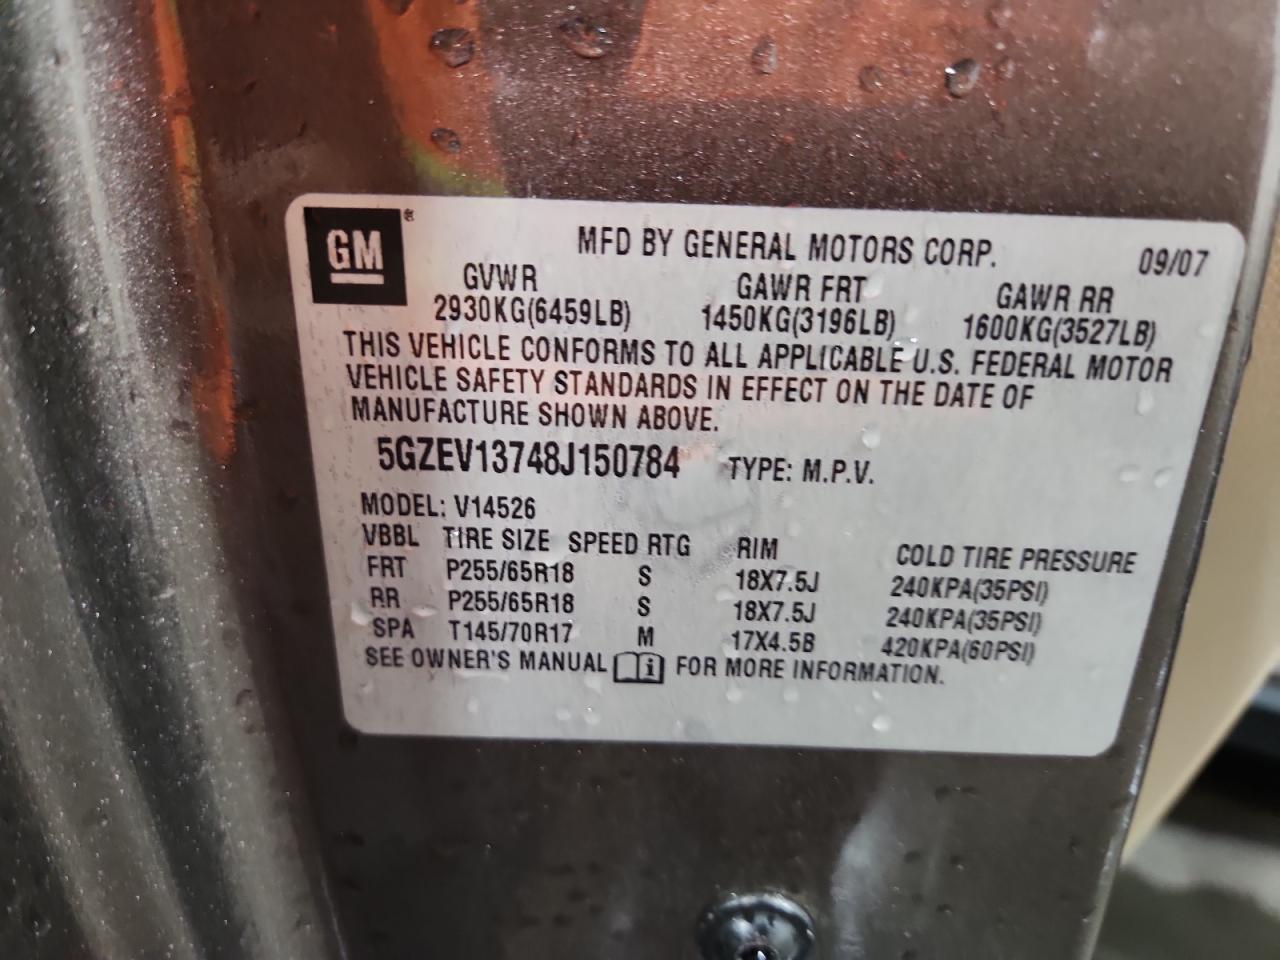 GM®
MFD BY GENERAL MOTORS CORP. 09/07
GVWR GAWR FRT GAWR RR
2930KG(6459LB) 1450KG(3196LB) 1600KG(3527LB)
THIS VEHICLE CONFORMS TO ALL APPLICABLE U.S. FEDERAL MOTOR
VEHICLE SAFETY STANDARDS IN EFFECT ON THE DATE OF
MANUFACTURE SHOWN ABOVE.
5GZEV13748J150784 TYPE: M.P.V.
MODEL: V14526
VBBL TIRE SIZE SPEED RTG RIM COLD TIRE PRESSURE
FRT P255/65R18 S 18X7.5J 240KPA(35PSI)
RR P255/65R18 S 18X7.5J 240KPA(35PSI)
SPA T145/70R17 M 17X4.5B 420KPA(60PSI)
SEE OWNER'S MANUAL i FOR MORE INFORMATION.